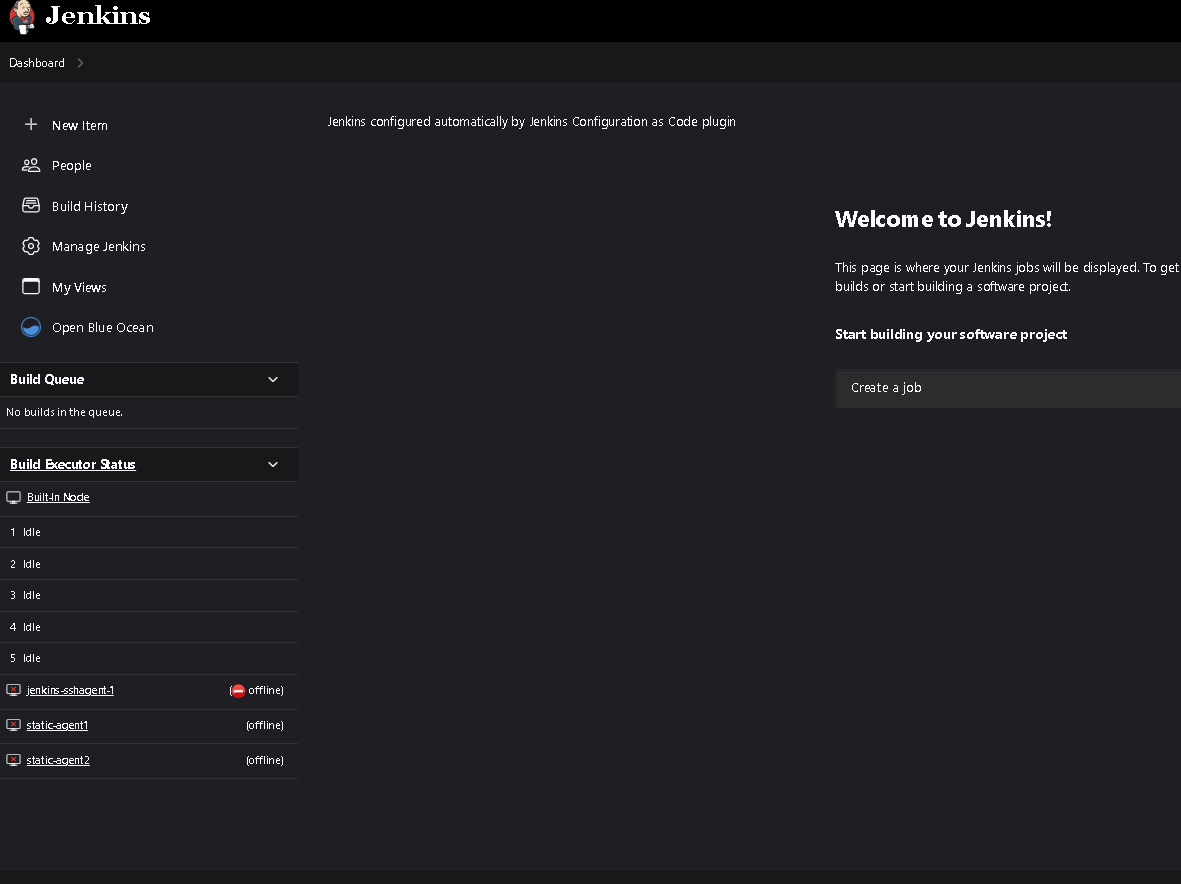 Jenkins
Dashboard
New Item
People
Build History
Manage Jenkins
My Views
Open Blue Ocean
Build Queue
No builds in the queue.
Build Executor Status
Built-In Node
1 Idle
2 Idle
3 Idle
4 Idle
5 Idle
jenkins-sshagent-1 (offline)
static-agent1 (offline)
static-agent2 (offline)
Jenkins configured automatically by Jenkins Configuration as Code plugin
Welcome to Jenkins!
This page is where your Jenkins jobs will be displayed. To get
builds or start building a software project.
Start building your software project
Create a job